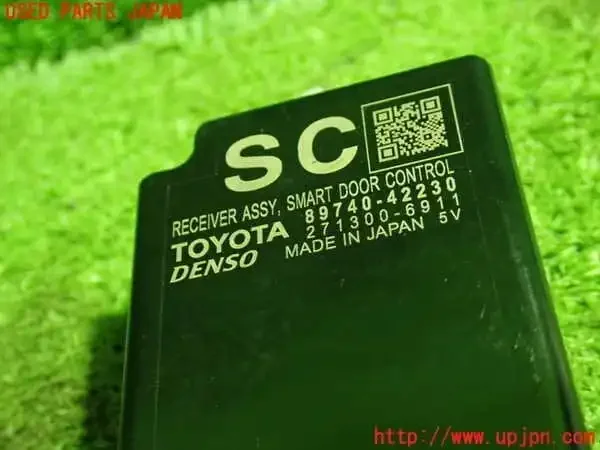 USED PARTS JAPAN
SC
RECEIVER ASSY, SMART DOOR CONTROL
TOYOTA 89740-42230
DENSO 271300-6911
MADE IN JAPAN 5V
http://www.upjpn.com/